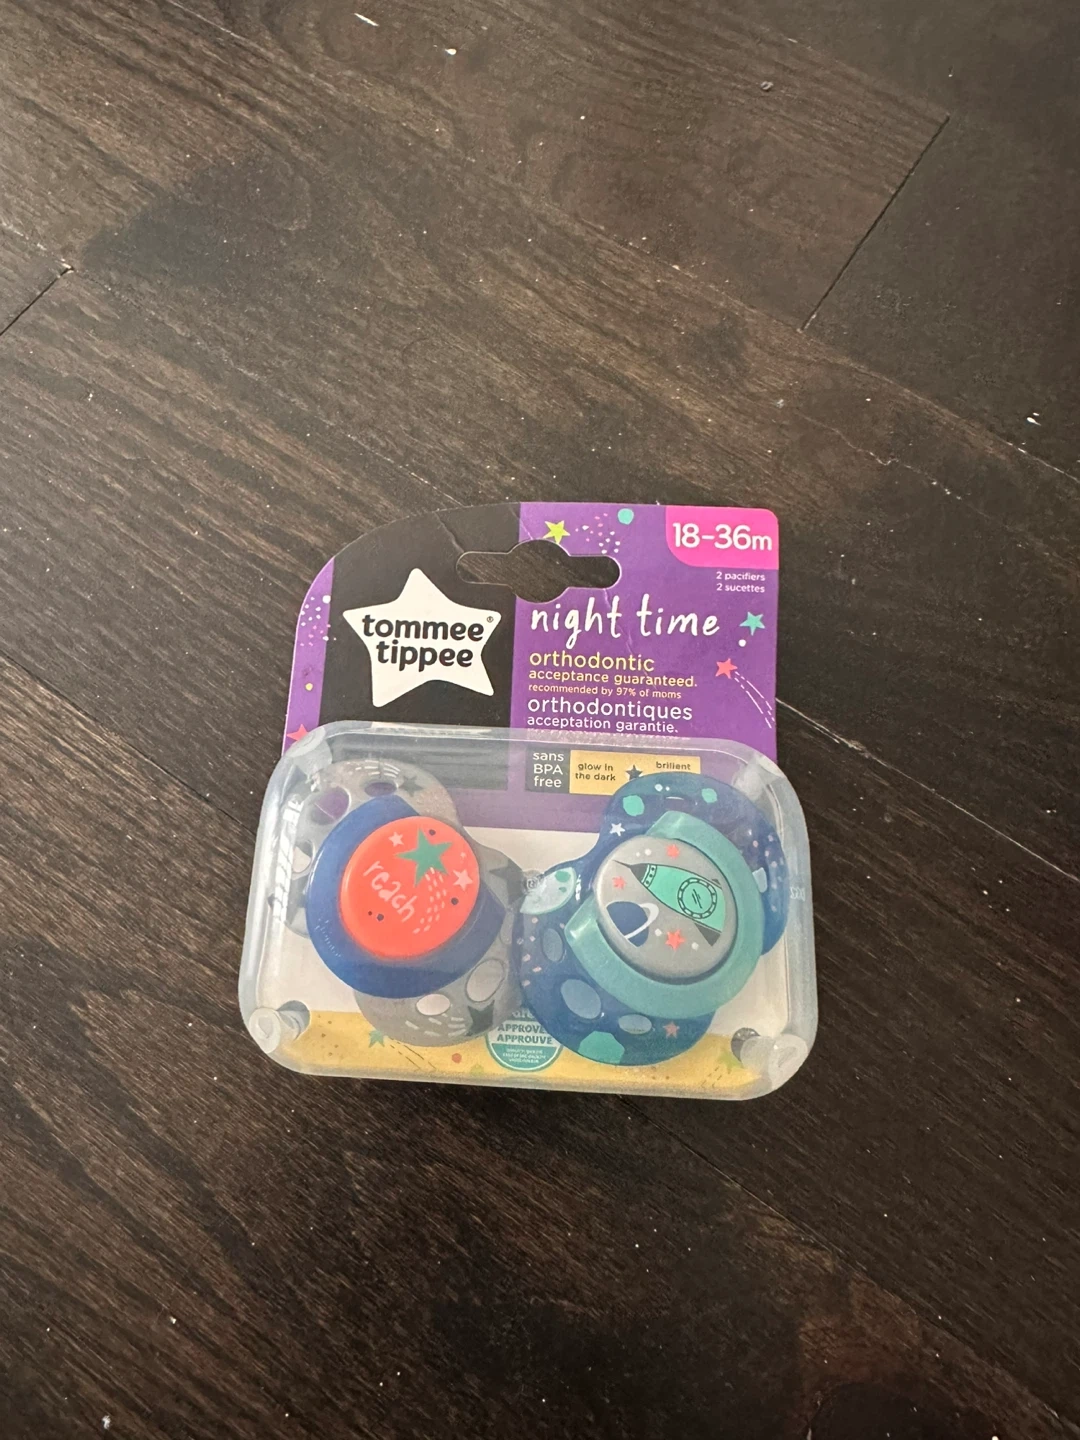 18-36m
2 pacifiers
2 sucettes
tommee®
tippee
night time
orthodontic
acceptance guaranteed.
recommended by 97% of moms
orthodontiques
acceptation garantie.
sans
BPA
free
glow in
the dark
brillent
reach
APPROVED
APPROUVÉ